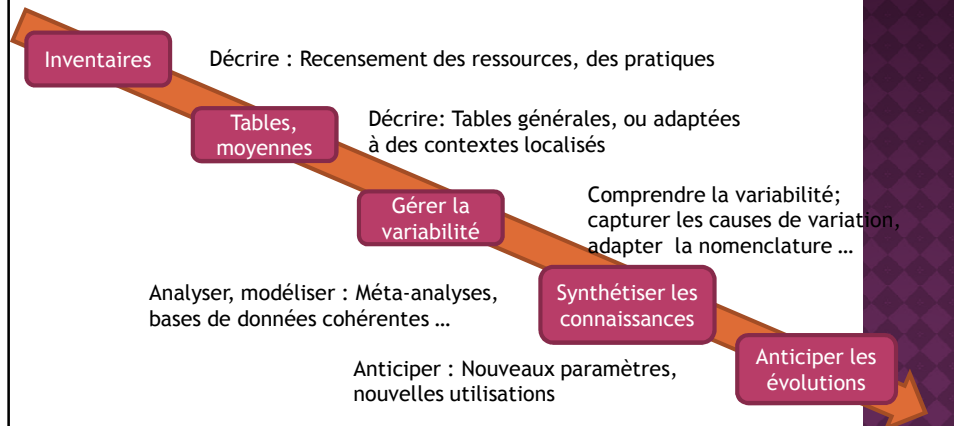 Inventaires
Décrire : Recensement des ressources, des pratiques
Tables,
moyennes
Décrire: Tables générales, ou adaptées
à des contextes localisés
Gérer la
variabilité
Comprendre la variabilité;
capturer les causes de variation,
adapter la nomenclature …
Synthétiser les
connaissances
Analyser, modéliser : Méta-analyses,
bases de données cohérentes …
Anticiper les
évolutions
Anticiper : Nouveaux paramètres,
nouvelles utilisations